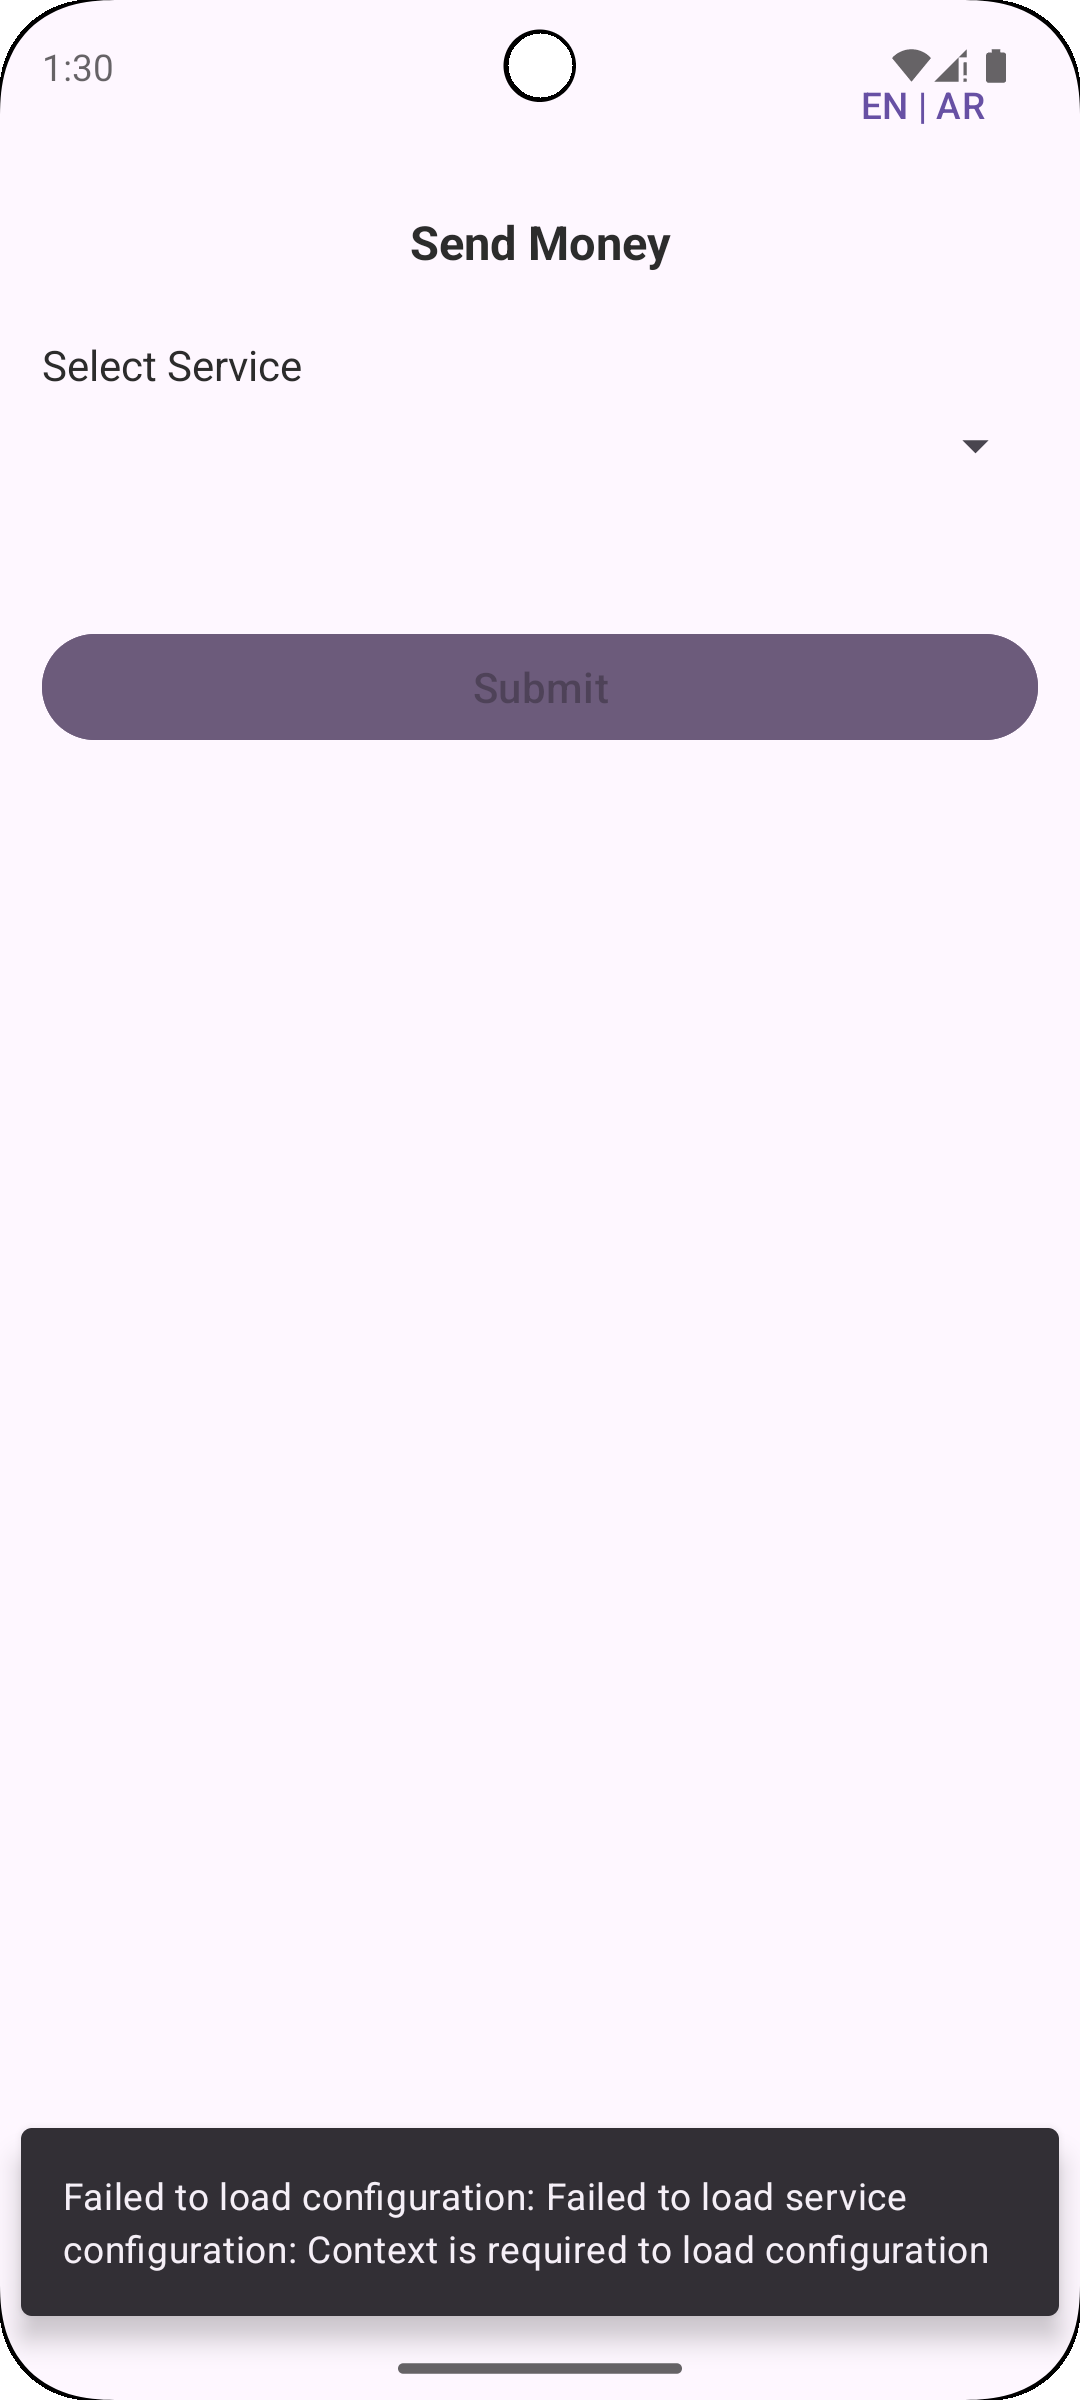 1:30
EN | AR
Send Money
Select Service
Submit
Failed to load configuration: Failed to load service
configuration: Context is required to load configuration